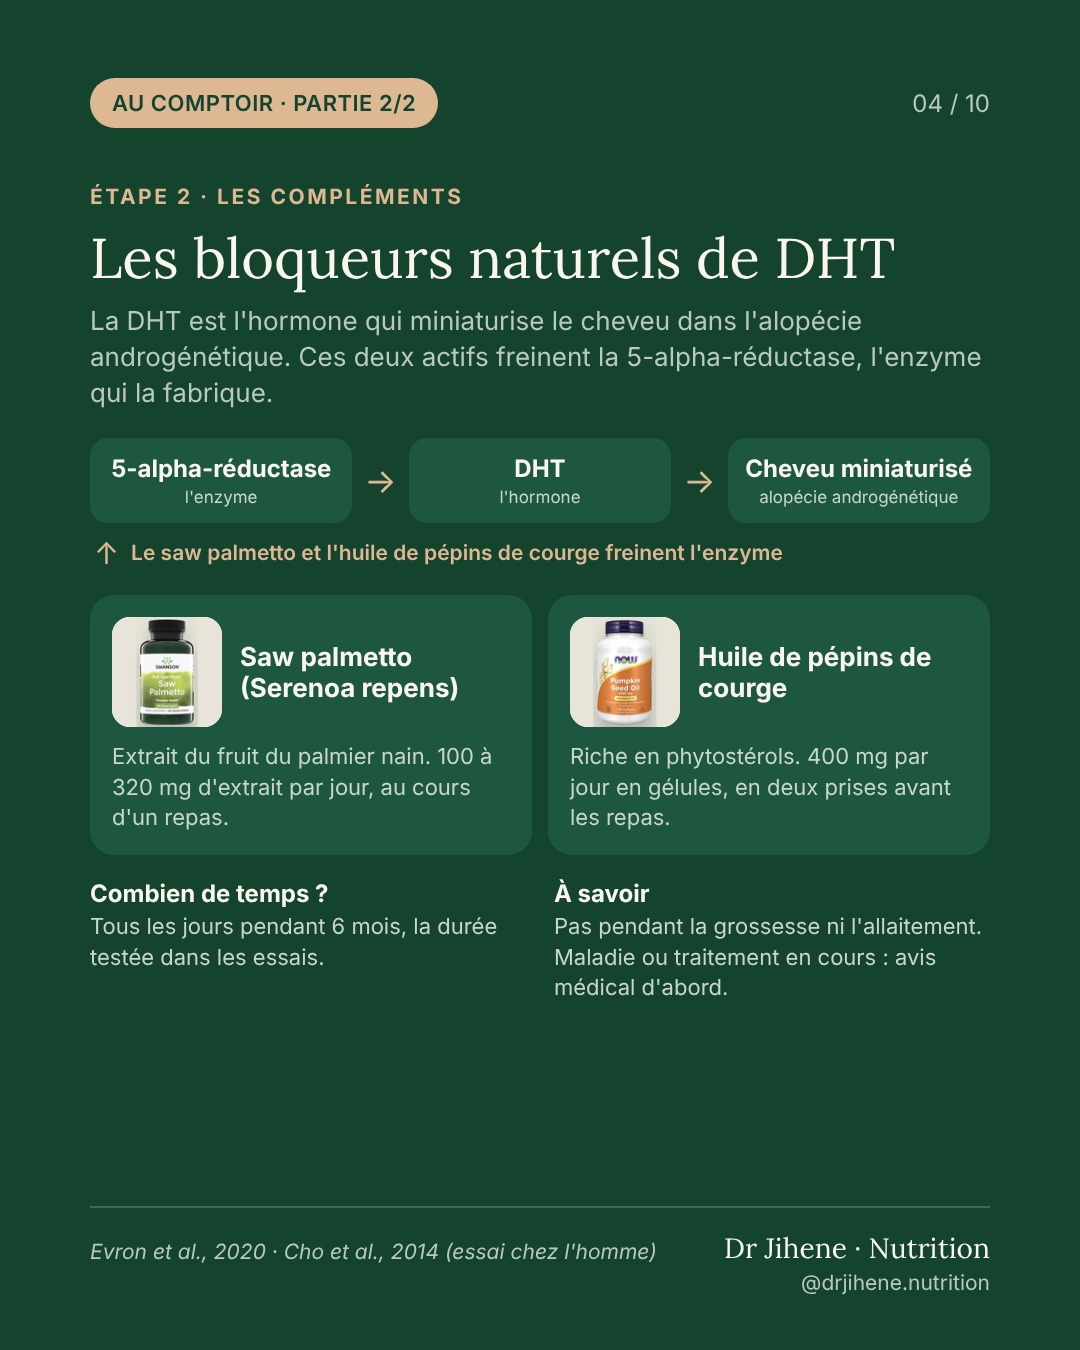 AU COMPTOIR · PARTIE 2/2
04 / 10
ÉTAPE 2 · LES COMPLÉMENTS
Les bloqueurs naturels de DHT
La DHT est l'hormone qui miniaturise le cheveu dans l'alopécie
androgénétique. Ces deux actifs freinent la 5-alpha-réductase, l'enzyme
qui la fabrique.
5-alpha-réductase
l'enzyme
→
DHT
l'hormone
→
Cheveu miniaturisé
alopécie androgénétique
↑ Le saw palmetto et l'huile de pépins de courge freinent l'enzyme
SWANSON
Saw
Palmetto
Saw palmetto
(Serenoa repens)
Extrait du fruit du palmier nain. 100 à
320 mg d'extrait par jour, au cours
d'un repas.
NOW
Pumpkin
Seed Oil
Huile de pépins de
courge
Riche en phytostérols. 400 mg par
jour en gélules, en deux prises avant
les repas.
Combien de temps ?
Tous les jours pendant 6 mois, la durée
testée dans les essais.
À savoir
Pas pendant la grossesse ni l'allaitement.
Maladie ou traitement en cours : avis
médical d'abord.
Evron et al., 2020 · Cho et al., 2014 (essai chez l'homme)
Dr Jihene · Nutrition
@drjihene.nutrition